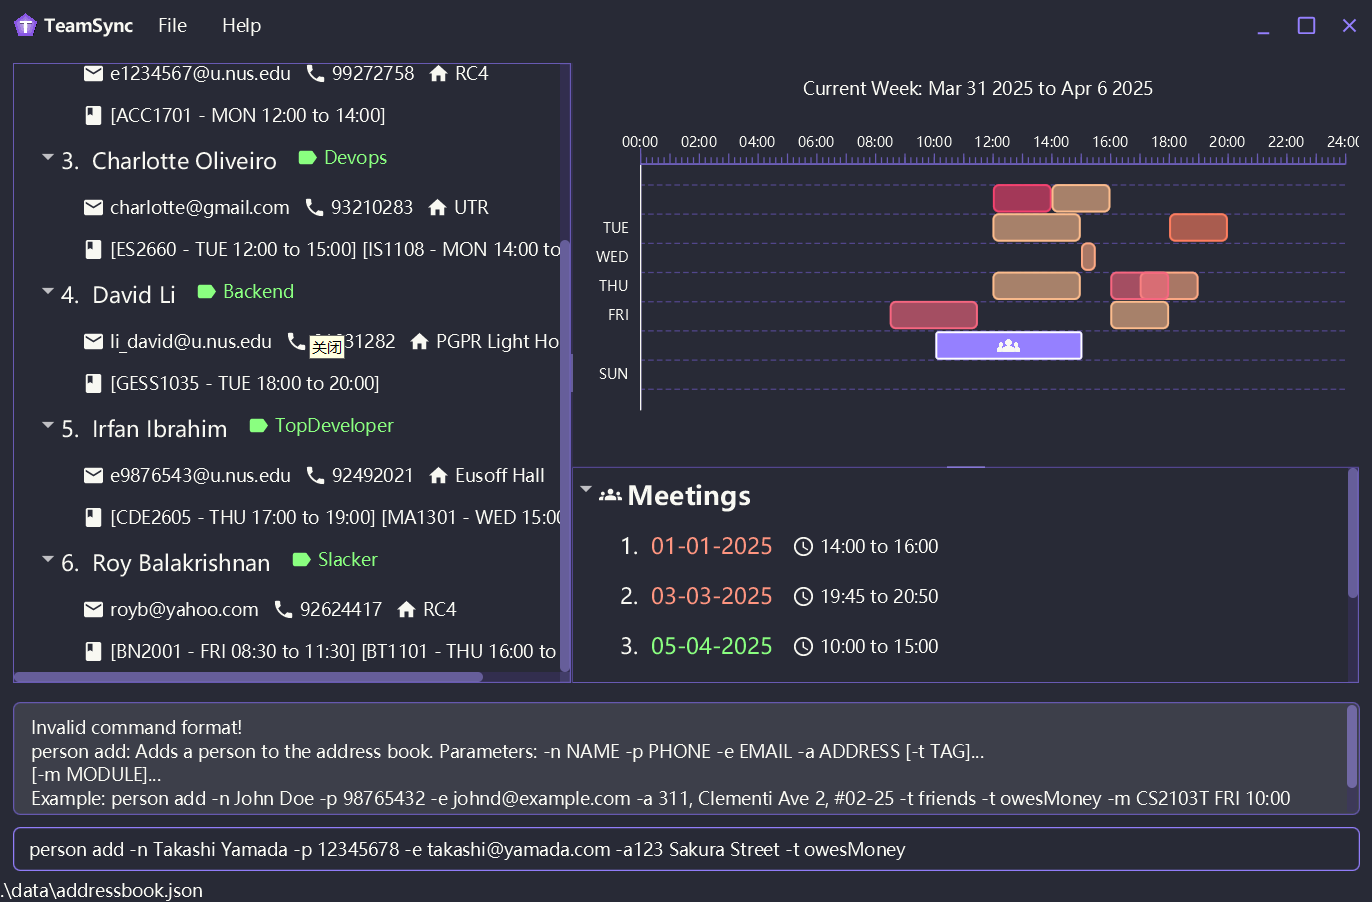 TeamSync File Help
e1234567@u.nus.edu 99272758 RC4
[ACC1701 - MON 12:00 to 14:00]
3. Charlotte Oliveiro Devops
charlotte@gmail.com 93210283 UTR
[ES2660 - TUE 12:00 to 15:00] [IS1108 - MON 14:00 to
4. David Li Backend
li_david@u.nus.edu 31282 PGPR Light Ho
关闭
[GESS1035 - TUE 18:00 to 20:00]
5. Irfan Ibrahim TopDeveloper
e9876543@u.nus.edu 92492021 Eusoff Hall
[CDE2605 - THU 17:00 to 19:00] [MA1301 - WED 15:00
6. Roy Balakrishnan Slacker
royb@yahoo.com 92624417 RC4
[BN2001 - FRI 08:30 to 11:30] [BT1101 - THU 16:00 to
Current Week: Mar 31 2025 to Apr 6 2025
00:00 02:00 04:00 06:00 08:00 10:00 12:00 14:00 16:00 18:00 20:00 22:00 24:0
TUE
WED
THU
FRI
SUN
Meetings
1. 01-01-2025 14:00 to 16:00
2. 03-03-2025 19:45 to 20:50
3. 05-04-2025 10:00 to 15:00
Invalid command format!
person add: Adds a person to the address book. Parameters: -n NAME -p PHONE -e EMAIL -a ADDRESS [-t TAG]...
[-m MODULE]...
Example: person add -n John Doe -p 98765432 -e johnd@example.com -a 311, Clementi Ave 2, #02-25 -t friends -t owesMoney -m CS2103T FRI 10:00
person add -n Takashi Yamada -p 12345678 -e takashi@yamada.com -a123 Sakura Street -t owesMoney
.\data\addressbook.json